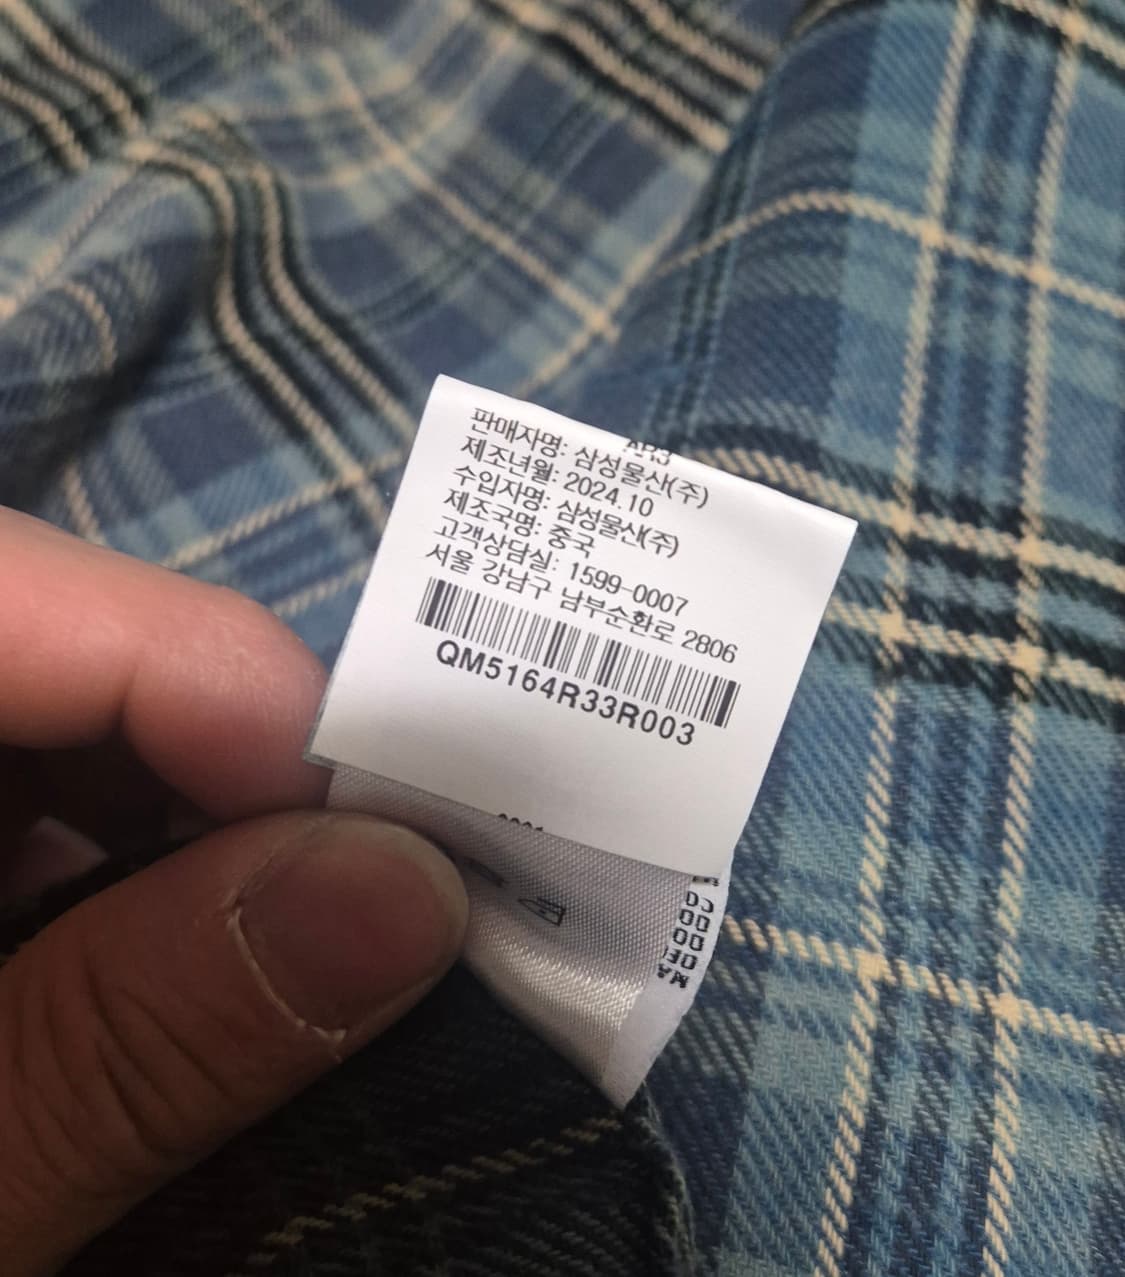 판매자명: 삼성물산(주)
제조년월: 2024.10
수입자명: 삼성물산(주)
제조국명: 중국
고객상담실: 1599-0007
서울 강남구 남부순환로 2806
QM5164R33R003